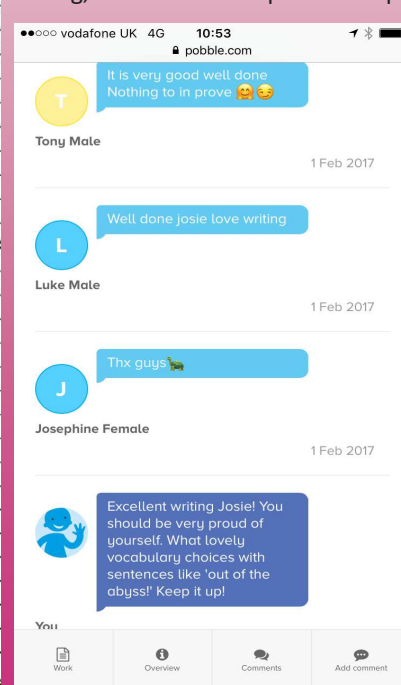 vodafone UK 4G 10:53
pobble.com
It is very good well done
Nothing to in prove 🤗😏
T
Tony Male
1 Feb 2017
Well done josie love writing
L
Luke Male
1 Feb 2017
Thx guys🐛
J
Josephine Female
1 Feb 2017
Excellent writing Josie! You
should be very proud of
yourself. What lovely
vocabulary choices with
sentences like 'out of the
abyss!' Keep it up!
You
Work Overview Comments Add comment